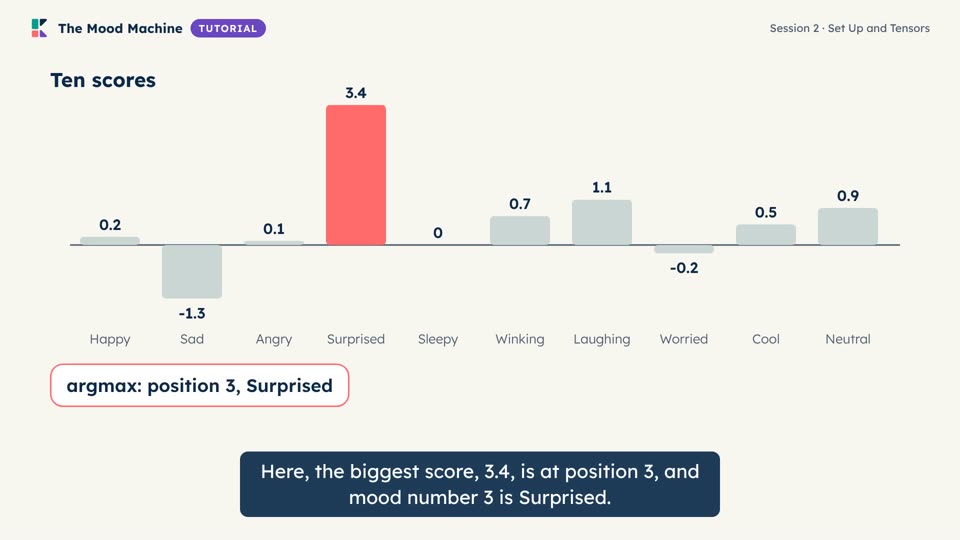 The Mood Machine
TUTORIAL
Session 2 · Set Up and Tensors
Ten scores
3.4
0.2
0.1
0
0.7
1.1
0.5
0.9
-1.3
-0.2
Happy Sad Angry Surprised Sleepy Winking Laughing Worried Cool Neutral
argmax: position 3, Surprised
Here, the biggest score, 3.4, is at position 3, and
mood number 3 is Surprised.